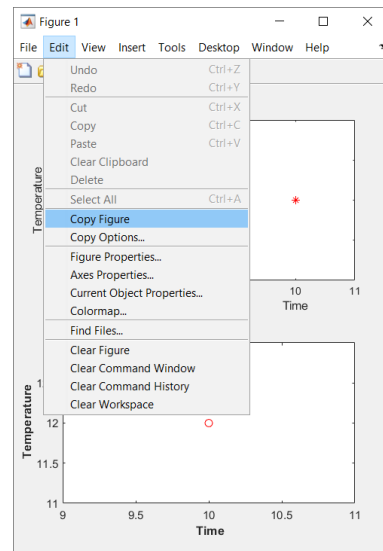 Figure 1
File Edit View Insert Tools Desktop Window Help
Undo Ctrl+Z
Redo Ctrl+Y
Cut Ctrl+X
Copy Ctrl+C
Paste Ctrl+V
Clear Clipboard
Delete
Select All Ctrl+A
Copy Figure
Copy Options...
Figure Properties...
Axes Properties...
Current Object Properties...
Colormap...
Find Files...
Clear Figure
Clear Command Window
Clear Command History
Clear Workspace
Temperature
10 11
Time
Temperature
12
11.5
11
9 9.5 10 10.5 11
Time